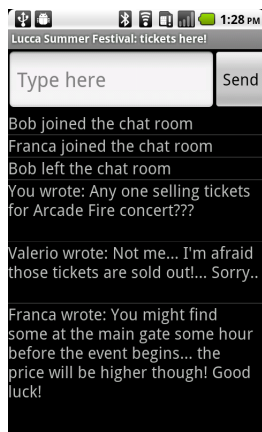 1:28 PM
Lucca Summer Festival: tickets here!
Type here
Send
Bob joined the chat room
Franca joined the chat room
Bob left the chat room
You wrote: Any one selling tickets
for Arcade Fire concert???
Valerio wrote: Not me... I'm afraid
those tickets are sold out!... Sorry..
Franca wrote: You might find
some at the main gate some hour
before the event begins... the
price will be higher though! Good
luck!